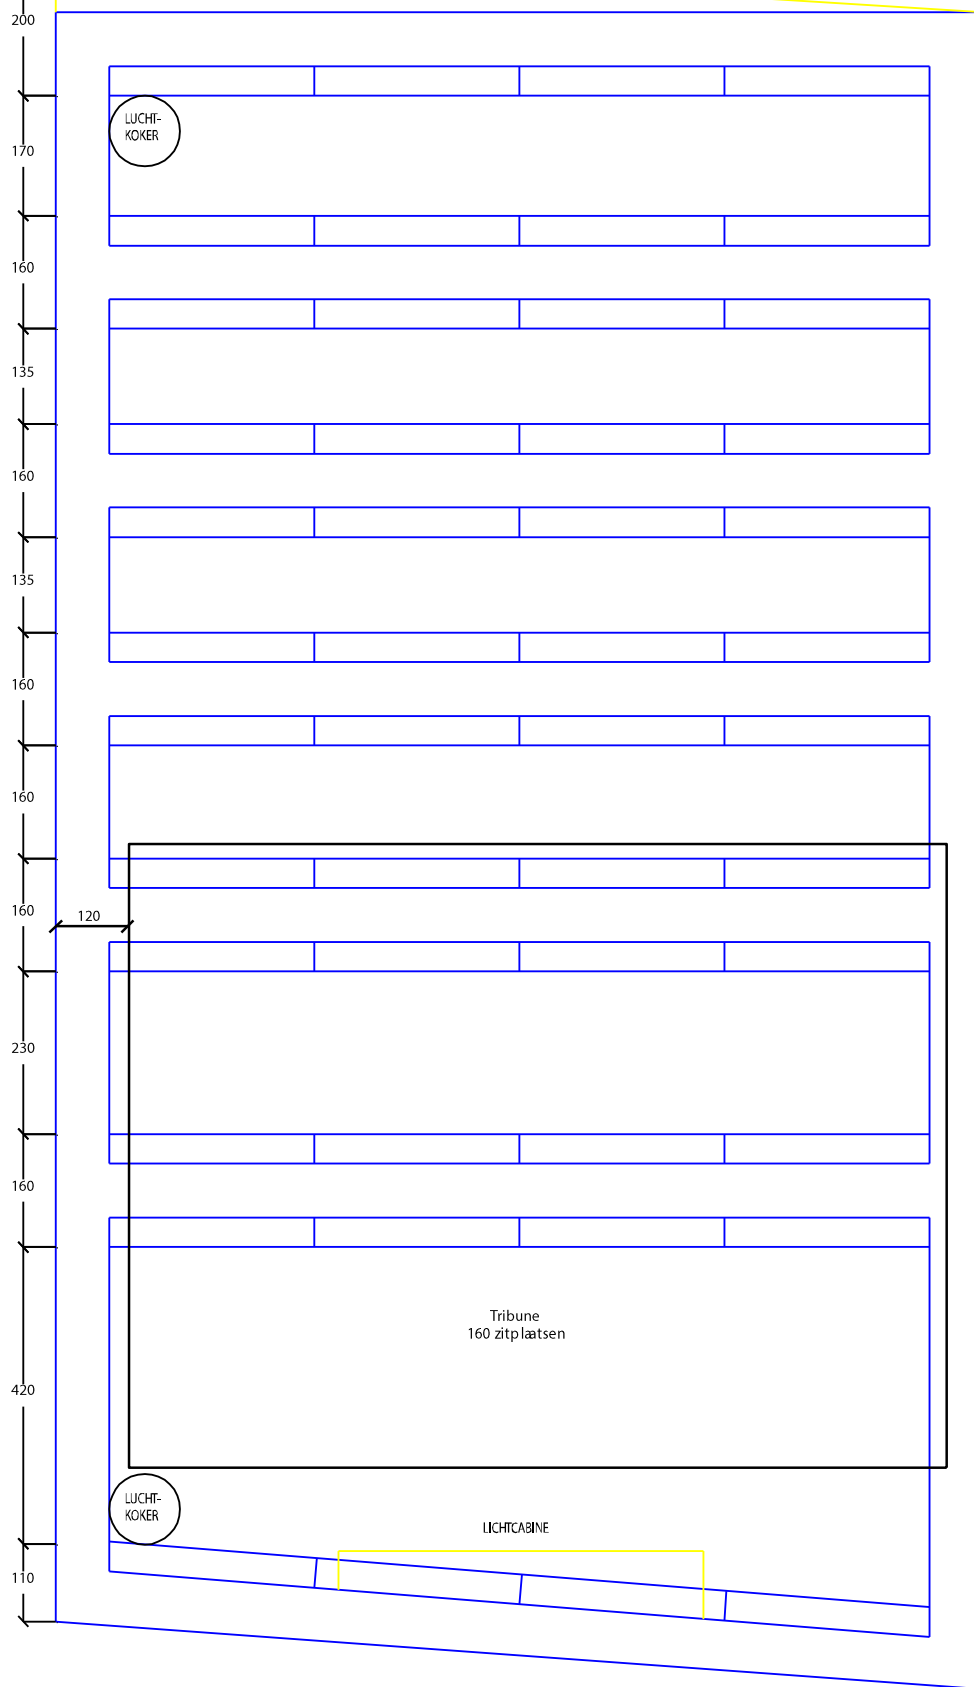 200
LUCHT-
KOKER
170
160
135
160
135
160
160
160
120
230
160
Tribune
160 zitplaatsen
420
LUCHT-
KOKER
LICHTCABINE
110